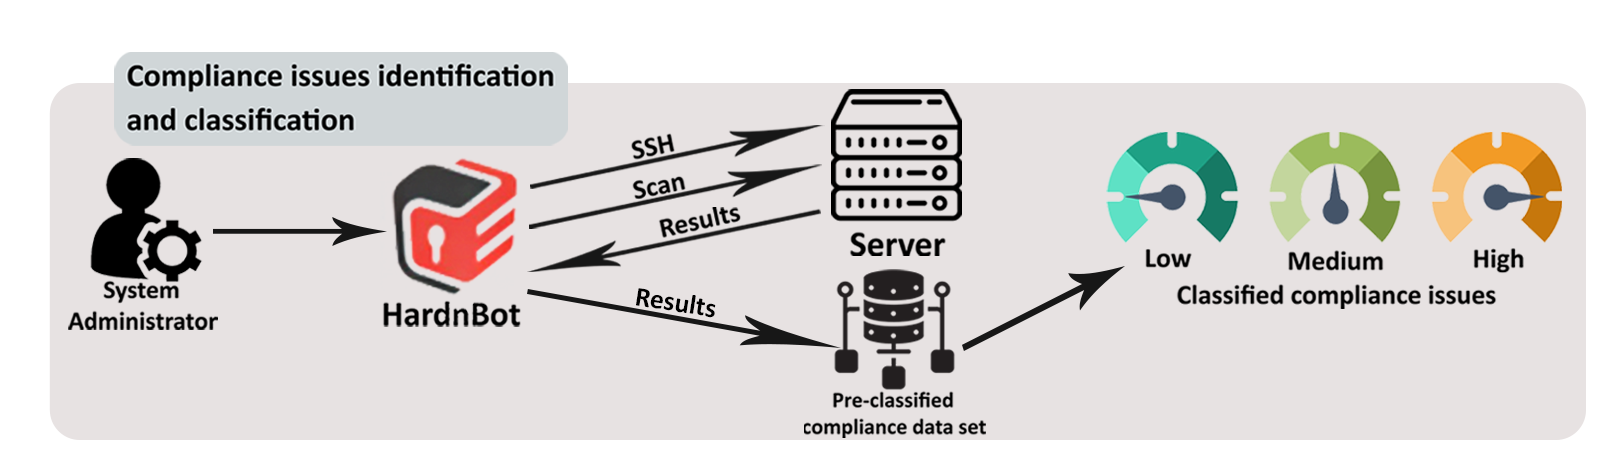 Compliance issues identification
and classification
System
Administrator
HardnBot
SSH
Scan
Results
Results
Server
Pre-classified
compliance data set
Low
Medium
High
Classified compliance issues